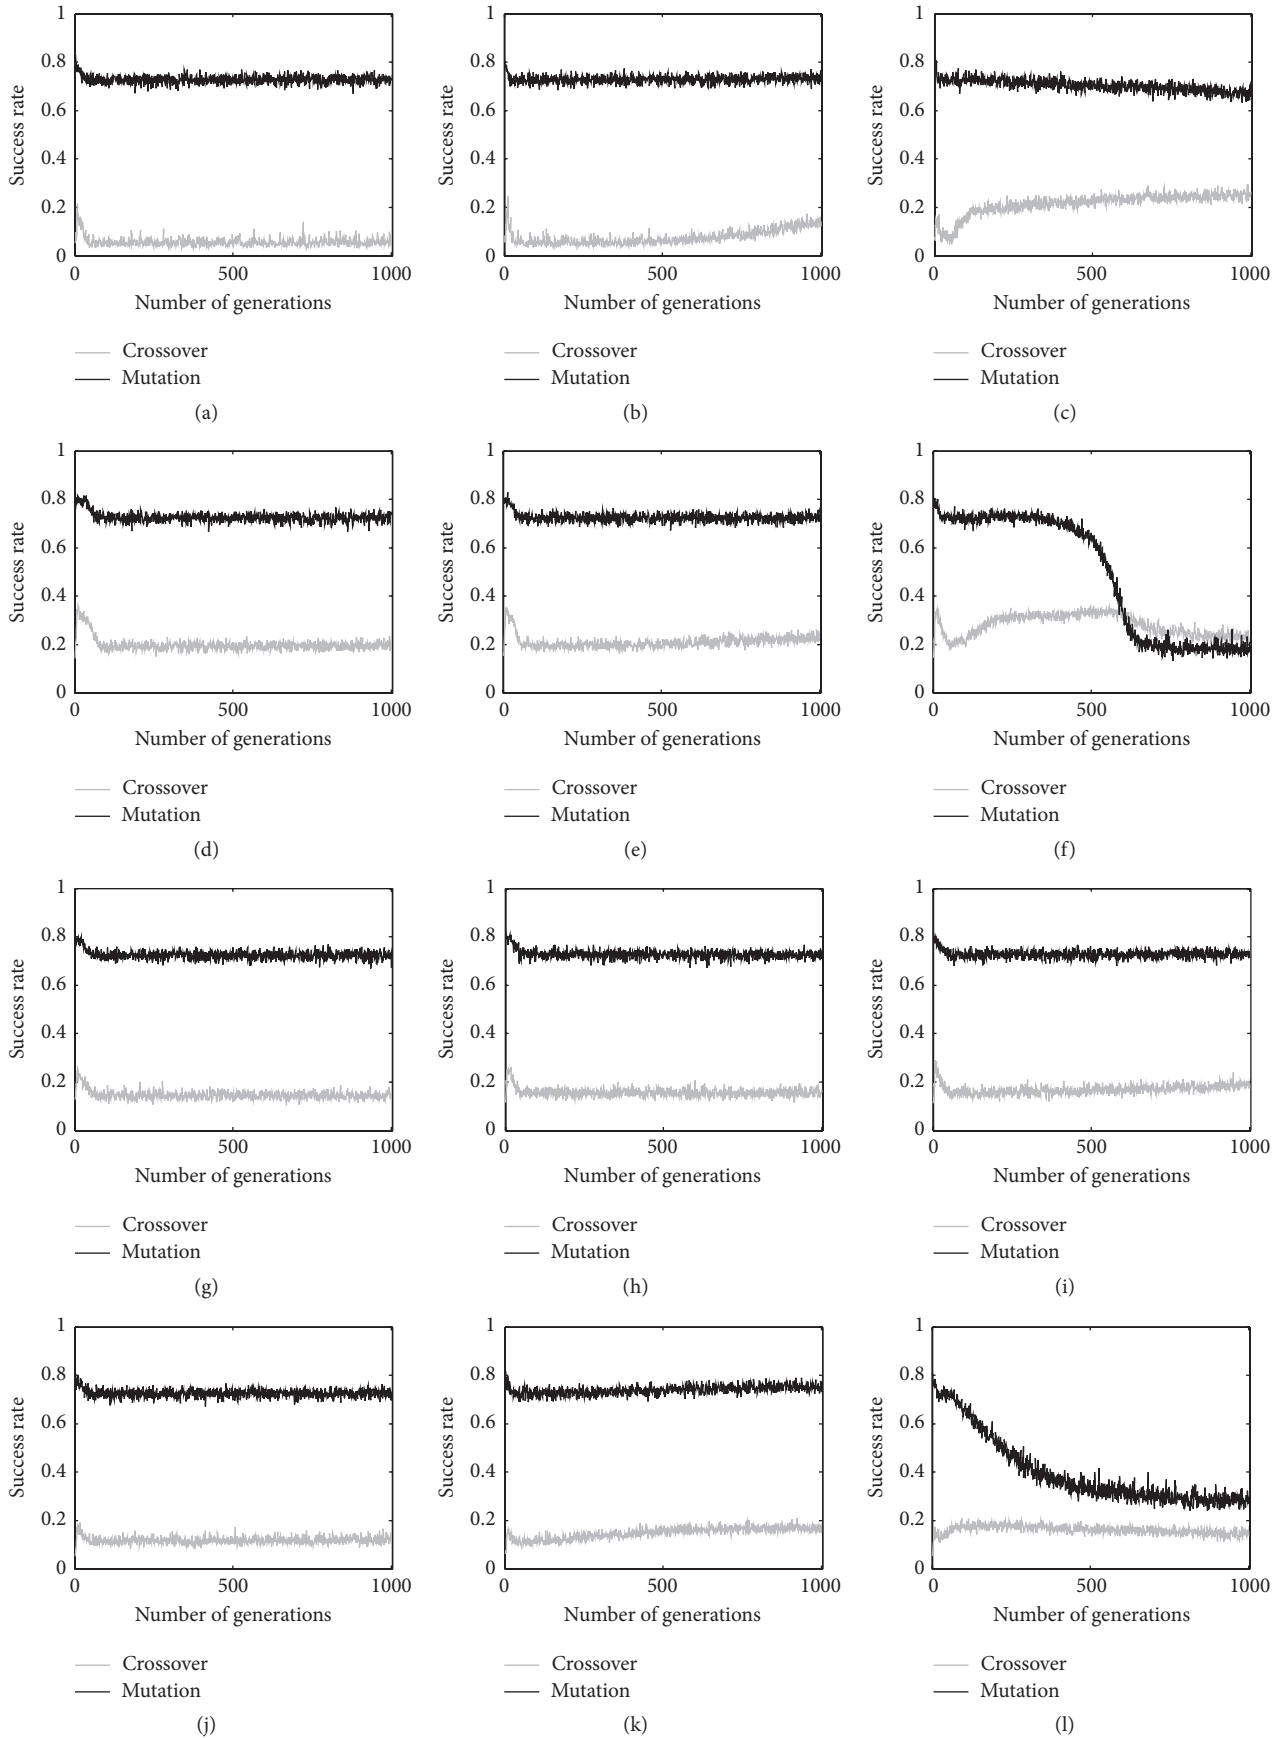 1
0.8
0.6
0.4
0.2
0
0 500 1000
Success rate
Number of generations
Crossover
Mutation
(a)
1
0.8
0.6
0.4
0.2
0
0 500 1000
Success rate
Number of generations
Crossover
Mutation
(b)
1
0.8
0.6
0.4
0.2
0
0 500 1000
Success rate
Number of generations
Crossover
Mutation
(c)
1
0.8
0.6
0.4
0.2
0
0 500 1000
Success rate
Number of generations
Crossover
Mutation
(d)
1
0.8
0.6
0.4
0.2
0
0 500 1000
Success rate
Number of generations
Crossover
Mutation
(e)
1
0.8
0.6
0.4
0.2
0
0 500 1000
Success rate
Number of generations
Crossover
Mutation
(f)
1
0.8
0.6
0.4
0.2
0
0 500 1000
Success rate
Number of generations
Crossover
Mutation
(g)
1
0.8
0.6
0.4
0.2
0
0 500 1000
Success rate
Number of generations
Crossover
Mutation
(h)
1
0.8
0.6
0.4
0.2
0
0 500 1000
Success rate
Number of generations
Crossover
Mutation
(i)
1
0.8
0.6
0.4
0.2
0
0 500 1000
Success rate
Number of generations
Crossover
Mutation
(j)
1
0.8
0.6
0.4
0.2
0
0 500 1000
Success rate
Number of generations
Crossover
Mutation
(k)
1
0.8
0.6
0.4
0.2
0
0 500 1000
Success rate
Number of generations
Crossover
Mutation
(l)